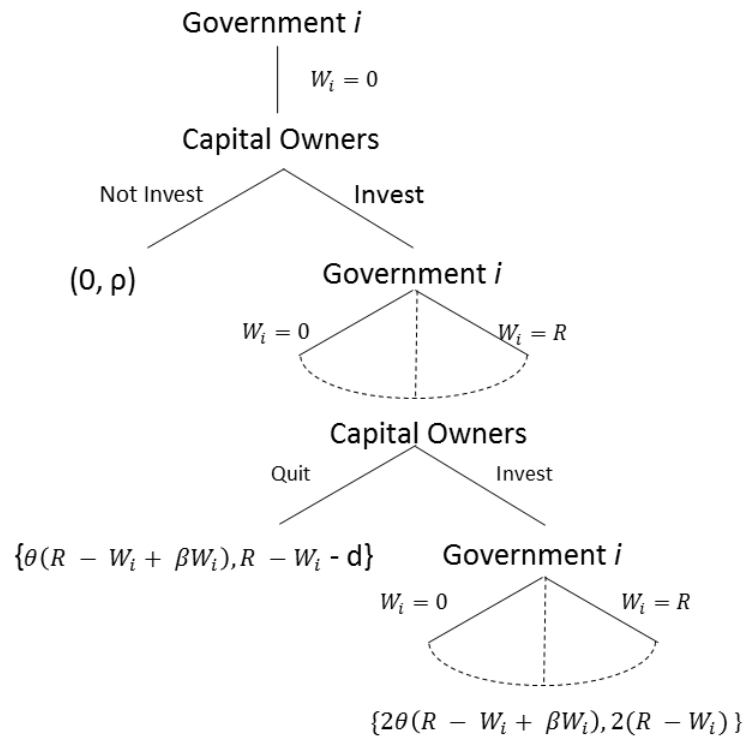 Government i
W_i = 0
Capital Owners
Not Invest
Invest
(0, ρ)
Government i
W_i = 0
W_i = R
Capital Owners
Quit
Invest
{θ(R − W_i + βW_i), R − W_i - d}
Government i
W_i = 0
W_i = R
{2θ(R − W_i + βW_i), 2(R − W_i) }